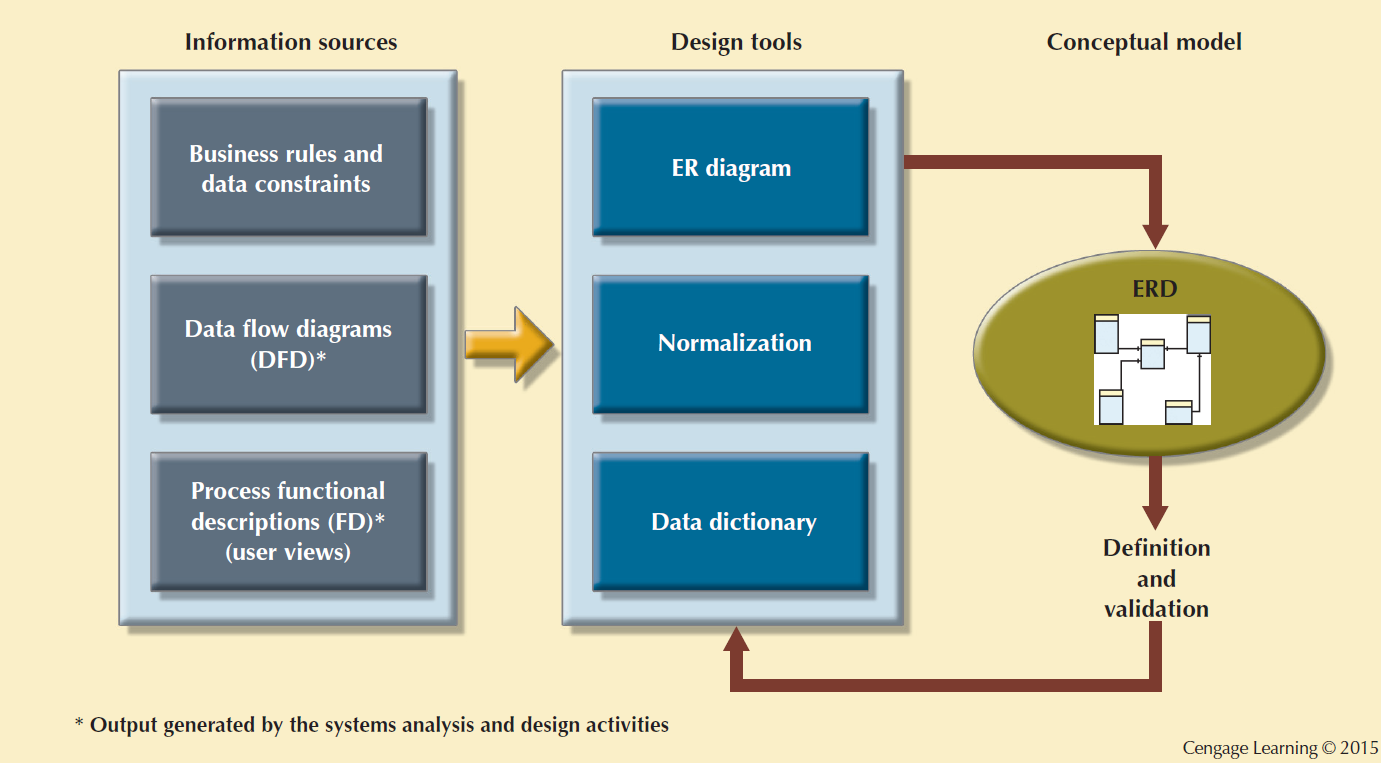 Information sources
Design tools
Conceptual model
Business rules and
data constraints
Data flow diagrams
(DFD)*
Process functional
descriptions (FD)*
(user views)
ER diagram
Normalization
Data dictionary
ERD
Definition
and
validation
* Output generated by the systems analysis and design activities
Cengage Learning © 2015